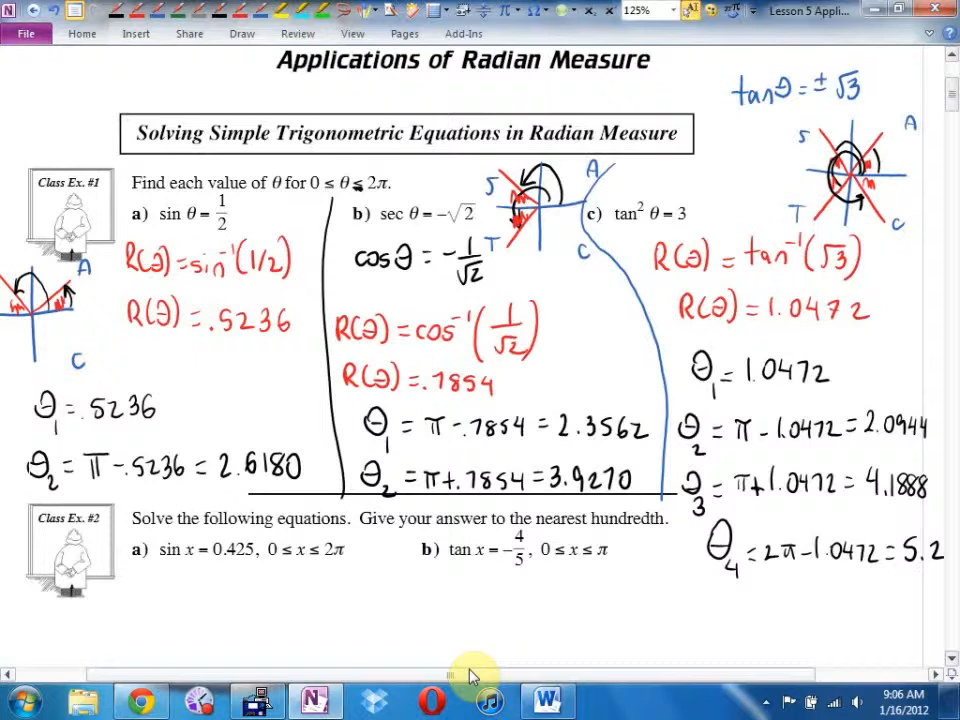 125%
Lesson 5 Appli...
File Home Insert Share Draw Review View Pages Add-Ins
Applications of Radian Measure
tanθ = ± √3
Solving Simple Trigonometric Equations in Radian Measure
S A
T C
Class Ex. #1
Find each value of θ for 0 ≤ θ ≤ 2π.
a) sin θ = 1/2
b) sec θ = -√2
c) tan² θ = 3
S A
T C
A
C
R(θ) = sin⁻¹(1/2)
R(θ) = .5236
θ₁ = .5236
θ₂ = π - .5236 = 2.6180
cosθ = - 1/√2
R(θ) = cos⁻¹(1/√2)
R(θ) = .7854
θ₁ = π - .7854 = 2.3562
θ₂ = π + .7854 = 3.9270
R(θ) = tan⁻¹(√3)
R(θ) = 1.0472
θ₁ = 1.0472
θ₂ = π - 1.0472 = 2.0944
θ₃ = π + 1.0472 = 4.1888
θ₄ = 2π - 1.0472 = 5.2
Class Ex. #2
Solve the following equations. Give your answer to the nearest hundredth.
a) sin x = 0.425, 0 ≤ x ≤ 2π
b) tan x = -4/5, 0 ≤ x ≤ π
9:06 AM
1/16/2012